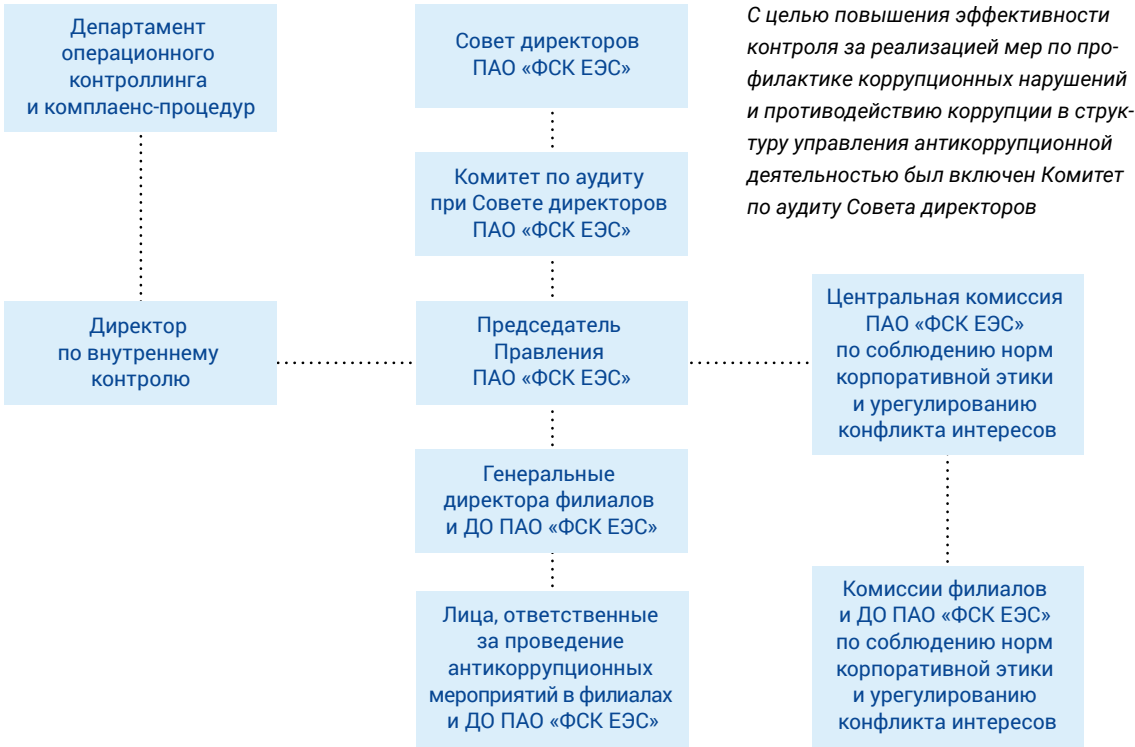 Департамент
операционного
контроллинга
и комплаенс-процедур
Совет директоров
ПАО «ФСК ЕЭС»
С целью повышения эффективности
контроля за реализацией мер по про-
филактике коррупционных нарушений
и противодействию коррупции в струк-
туру управления антикоррупционной
деятельностью был включен Комитет
по аудиту Совета директоров
Комитет по аудиту
при Совете директоров
ПАО «ФСК ЕЭС»
Директор
по внутреннему
контролю
Председатель
Правления
ПАО «ФСК ЕЭС»
Центральная комиссия
ПАО «ФСК ЕЭС»
по соблюдению норм
корпоративной этики
и урегулированию
конфликта интересов
Генеральные
директора филиалов
и ДО ПАО «ФСК ЕЭС»
Лица, ответственные
за проведение
антикоррупционных
мероприятий в филиалах
и ДО ПАО «ФСК ЕЭС»
Комиссии филиалов
и ДО ПАО «ФСК ЕЭС»
по соблюдению норм
корпоративной этики
и урегулированию
конфликта интересов